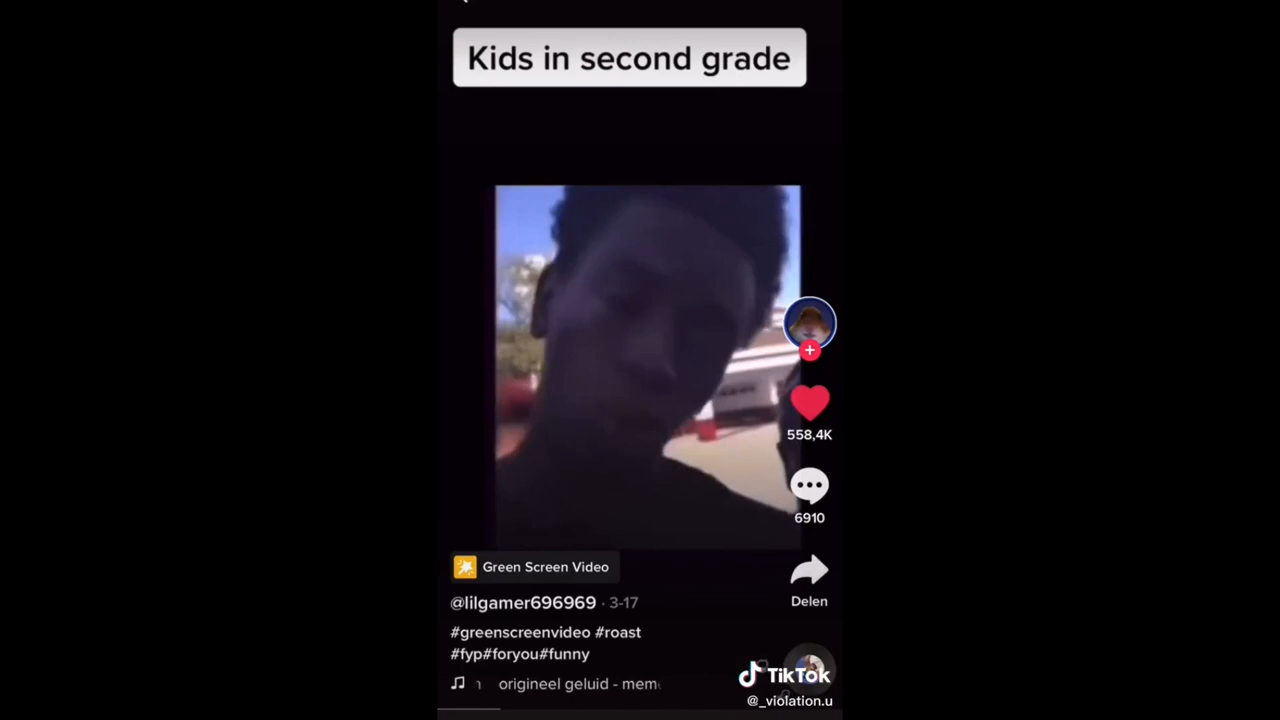 Kids in second grade
558,4K
6910
Green Screen Video
@lilgamer696969 · 3-17
Delen
#greenscreenvideo #roast
#fyp#foryou#funny
origineel geluid - mem
TikTok
@_violation.u